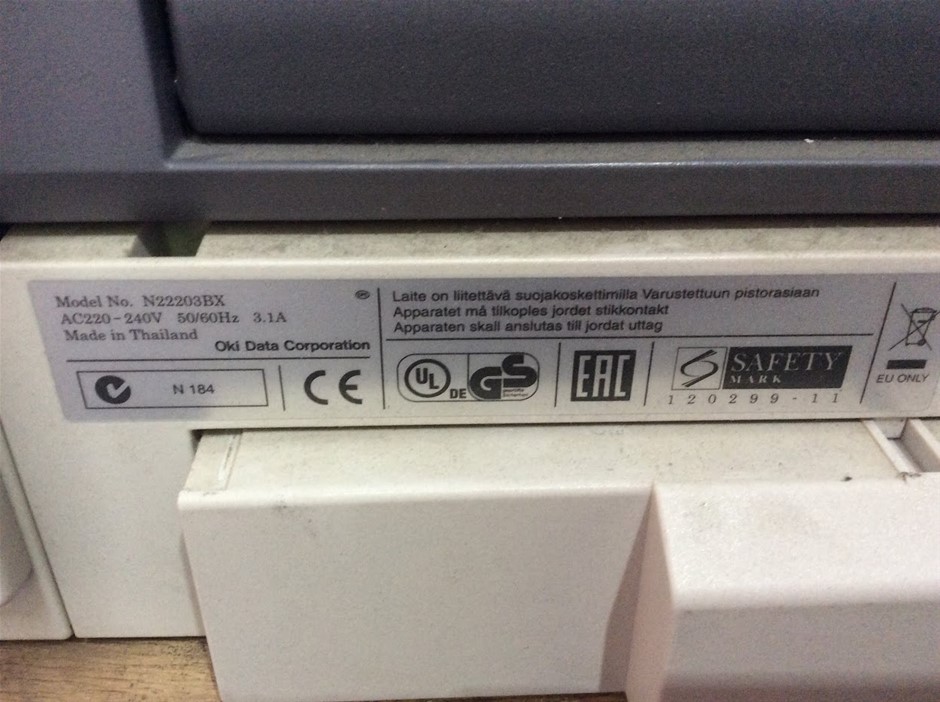 Model No. N22203BX
AC220-240V 50/60Hz 3.1A
Made in Thailand
Oki Data Corporation
N 184
CE
Laite on liitettävä suojakoskettimilla Varustettuun pistorasiaan
Apparatet må tilkoples jordet stikkontakt
Apparaten skall anslutas till jordat uttag
UL
DE
GS
EAC
SAFETY
MARK
120299-11
EU ONLY